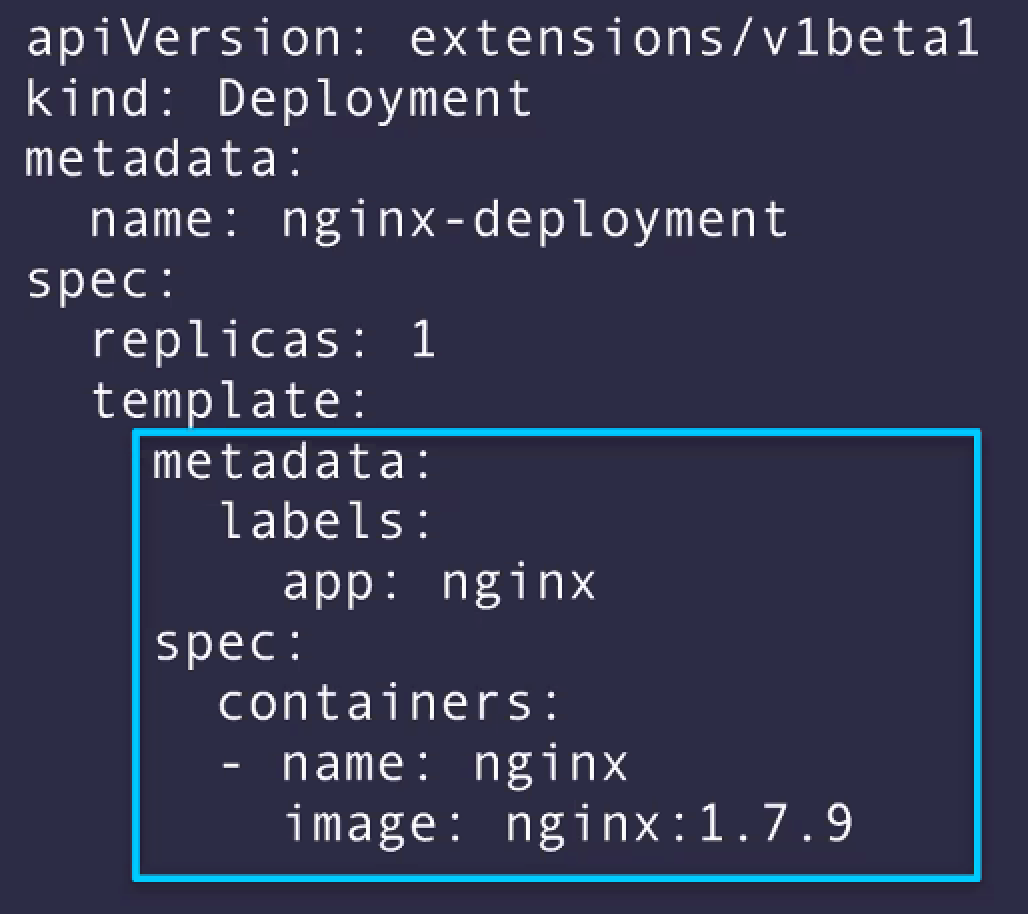 apiVersion: extensions/v1beta1
kind: Deployment
metadata:
  name: nginx-deployment
spec:
  replicas: 1
  template:
    metadata:
      labels:
        app: nginx
    spec:
      containers:
      - name: nginx
        image: nginx:1.7.9